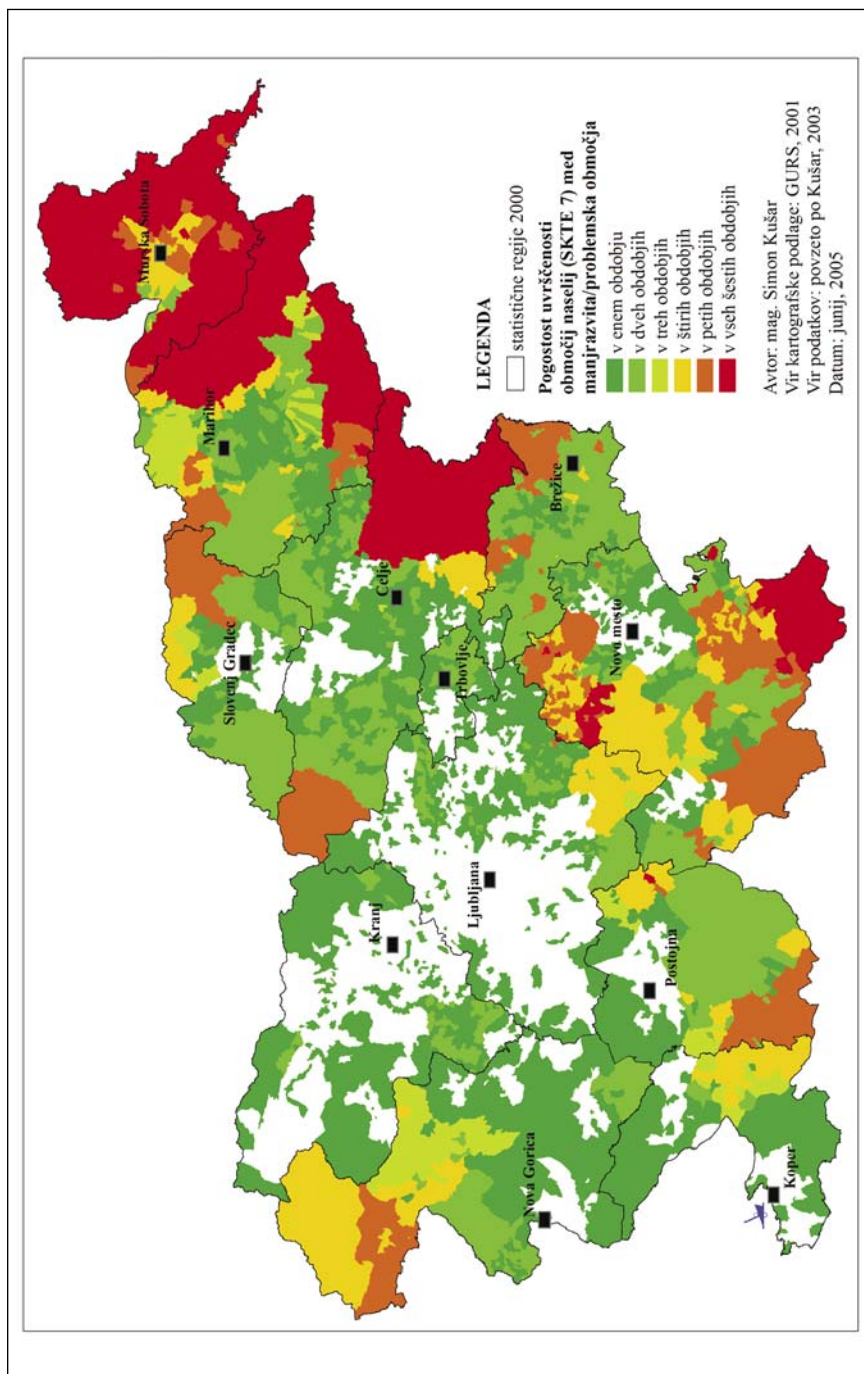 Murska Sobota
Maribor
Slovenj Gradec
Celje
Trbovlje
Brežice
Novo mesto
Kranj
Ljubljana
Postojna
Nova Gorica
Koper
LEGENDA
statistične regije 2000
Pogostost uvrščenosti
območij naselij (SKTE 7) med
manjrazvita/problemska območja
v enem obdobju
v dveh obdobjih
v treh obdobjih
v štirih obdobjih
v petih obdobjih
v vseh šestih obdobjih
Avtor: mag. Simon Kušar
Vir kartografske podlage: GURS, 2001
Vir podatkov: povzeto po Kušar, 2003
Datum: junij, 2005